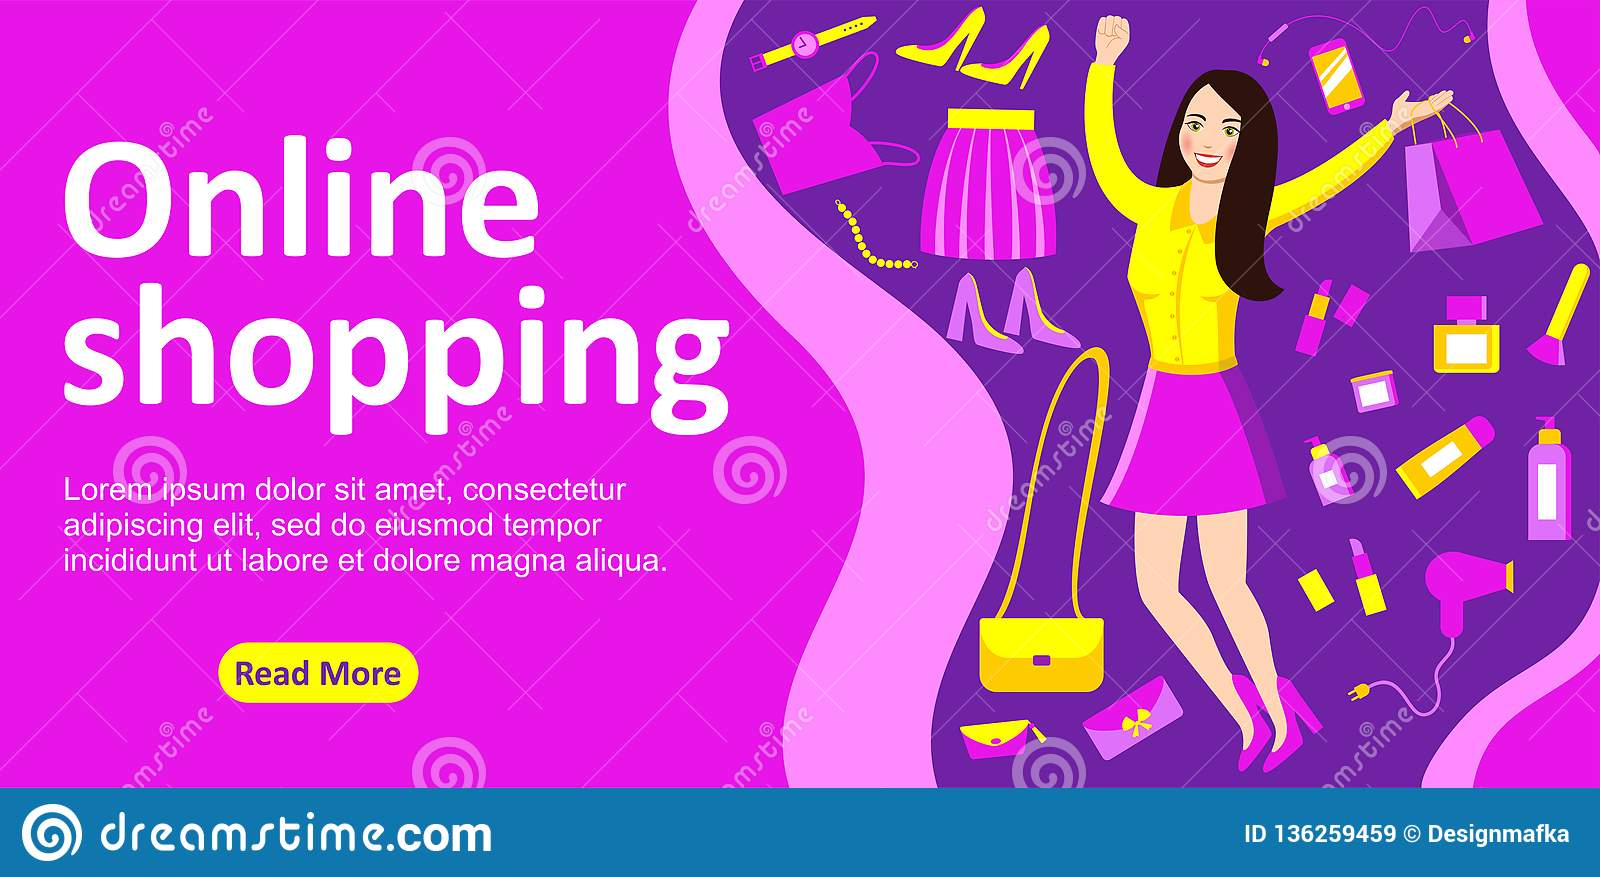 Online
shopping
Lorem ipsum dolor sit amet, consectetur
adipiscing elit, sed do eiusmod tempor
incididunt ut labore et dolore magna aliqua.
Read More
dreamstime.com
ID 136259459 © Designmafka